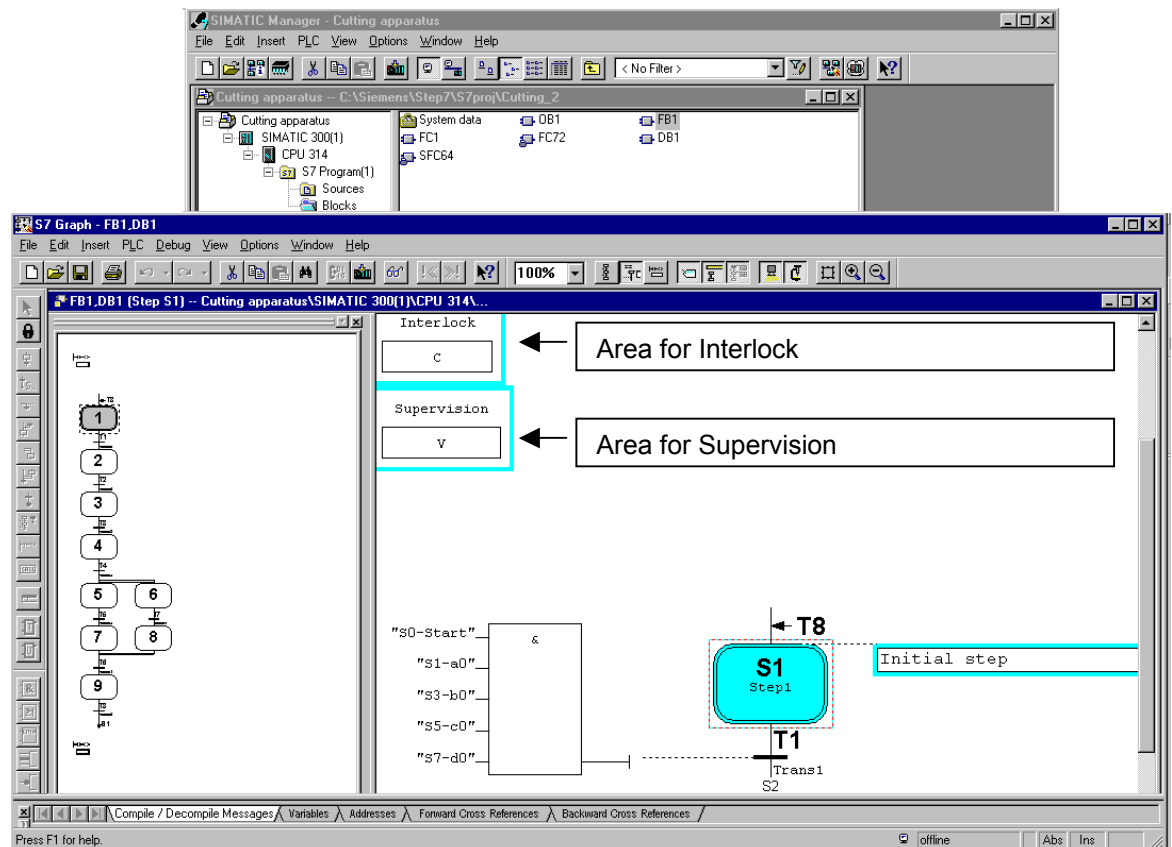 SIMATIC Manager - Cutting apparatus
File Edit Insert PLC View Options Window Help
< No Filter >
Cutting apparatus -- C:\Siemens\Step7\S7proj\Cutting_2
Cutting apparatus
SIMATIC 300(1)
CPU 314
S7 Program(1)
Sources
Blocks
System data OB1 FB1
FC1 FC72 DB1
SFC64
S7 Graph - FB1,DB1
File Edit Insert PLC Debug View Options Window Help
100%
FB1,DB1 (Step S1) -- Cutting apparatus\SIMATIC 300(1)\CPU 314\...
1
2
3
4
5 6
7 8
9
Interlock
C
Area for Interlock
Supervision
V
Area for Supervision
"S0-Start"
"S1-a0"
"S3-b0"
"S5-c0"
"S7-d0"
&
T8
S1
Step1
Initial step
T1
Trans1
S2
Compile / Decompile Messages Variables Addresses Forward Cross References Backward Cross References
Press F1 for help. offline Abs Ins